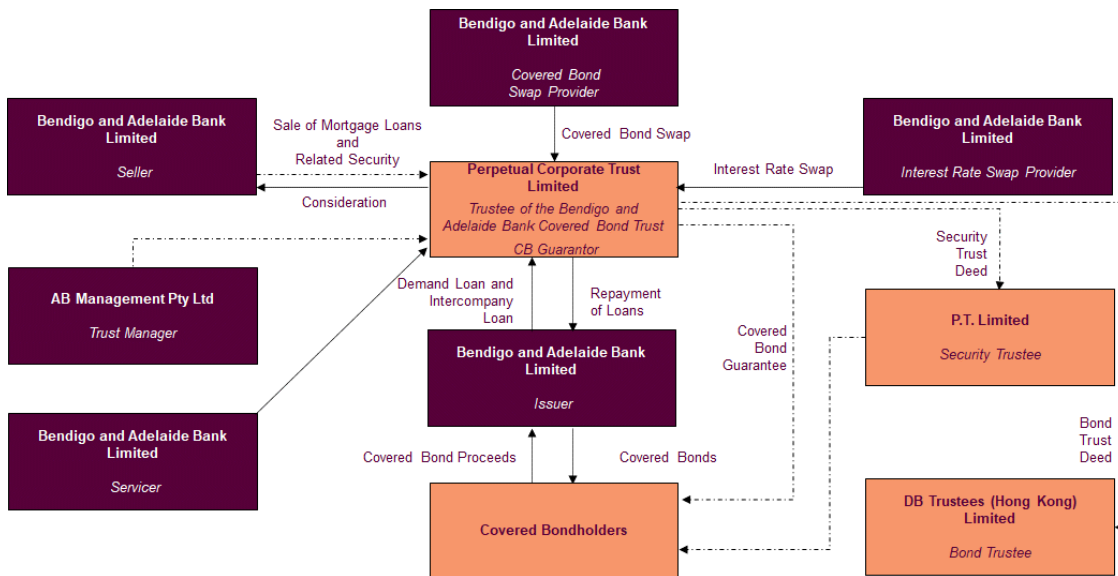 Bendigo and Adelaide Bank
Limited
Covered Bond
Swap Provider
Bendigo and Adelaide Bank
Limited
Seller
Sale of Mortgage Loans
and
Related Security
Consideration
Covered Bond Swap
Perpetual Corporate Trust
Limited
Trustee of the Bendigo and
Adelaide Bank Covered Bond Trust
CB Guarantor
Interest Rate Swap
Bendigo and Adelaide Bank
Limited
Interest Rate Swap Provider
AB Management Pty Ltd
Trust Manager
Demand Loan and
Intercompany
Loan
Repayment
of Loans
Security
Trust
Deed
P.T. Limited
Security Trustee
Covered
Bond
Guarantee
Bendigo and Adelaide Bank
Limited
Issuer
Bendigo and Adelaide Bank
Limited
Servicer
Covered Bond Proceeds
Covered Bonds
Bond
Trust
Deed
Covered Bondholders
DB Trustees (Hong Kong)
Limited
Bond Trustee